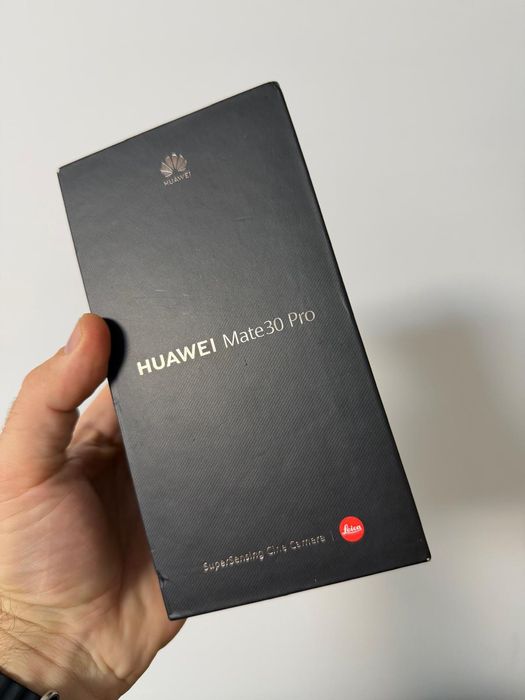 HUAWEI
HUAWEI Mate30 Pro
SuperSensing Cine Camera | Leica